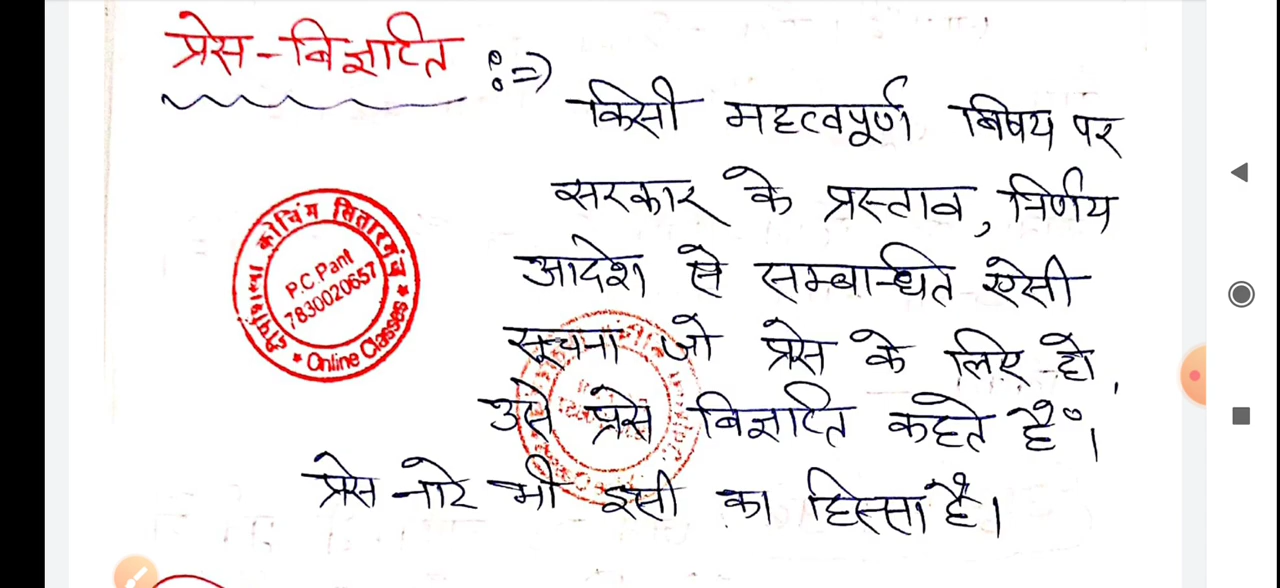 प्रेस-विज्ञप्ति :⇒
किसी महत्वपूर्ण विषय पर
सरकार के प्रस्ताव, निर्णय
आदेश से सम्बन्धित ऐसी
सूचना जो प्रेस के लिए हो,
उसे प्रेस विज्ञप्ति कहते हैं।
प्रेस नोट भी इसी का हिस्सा है।
कोचिंग सितारगंज
P.C.Pant
7830020657
* Online Classes *